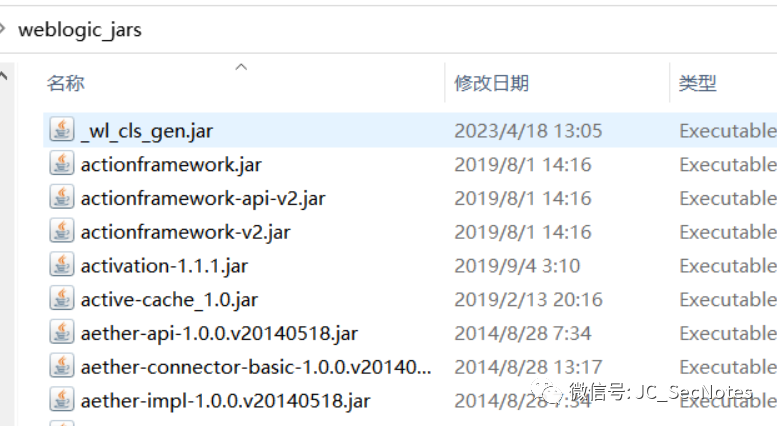 weblogic_jars
名称 修改日期 类型
_wl_cls_gen.jar 2023/4/18 13:05 Executable
actionframework.jar 2019/8/1 14:16 Executable
actionframework-api-v2.jar 2019/8/1 14:16 Executable
actionframework-v2.jar 2019/8/1 14:16 Executable
activation-1.1.1.jar 2019/9/4 3:10 Executable
active-cache_1.0.jar 2019/2/13 20:16 Executable
aether-api-1.0.0.v20140518.jar 2014/8/28 7:34 Executable
aether-connector-basic-1.0.0.v20140... 2014/8/28 13:17 Executable
aether-impl-1.0.0.v20140518.jar 2014/8/28 7:34 Executable
微信号: JC_SecNotes